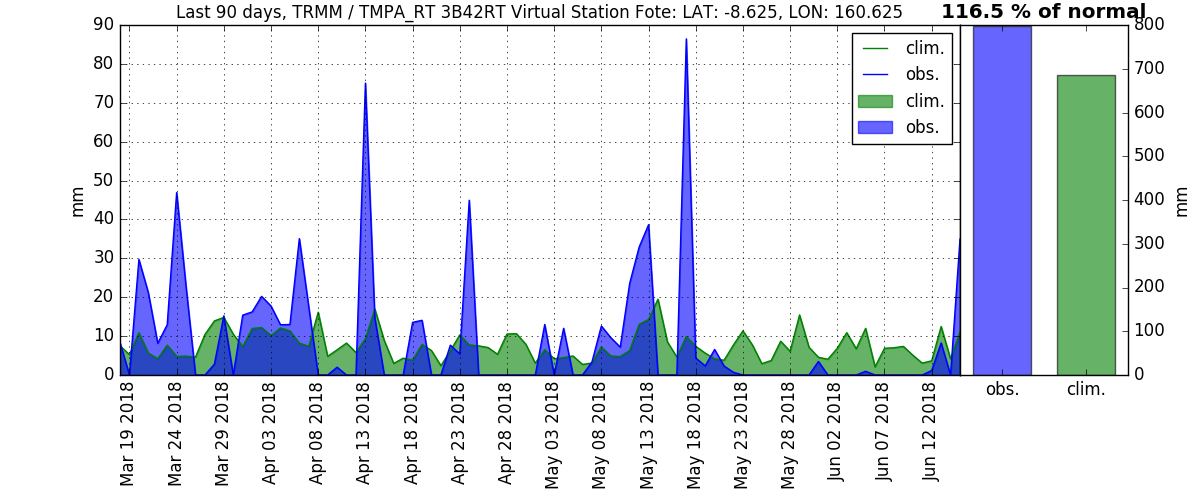 Last 90 days, TRMM / TMPA_RT 3B42RT Virtual Station Fote: LAT: -8.625, LON: 160.625
116.5 % of normal
90
80
70
60
50
40
30
20
10
0
mm
clim.
obs.
clim.
obs.
Mar 19 2018
Mar 24 2018
Mar 29 2018
Apr 03 2018
Apr 08 2018
Apr 13 2018
Apr 18 2018
Apr 23 2018
Apr 28 2018
May 03 2018
May 08 2018
May 13 2018
May 18 2018
May 23 2018
May 28 2018
Jun 02 2018
Jun 07 2018
Jun 12 2018
800
700
600
500
400
300
200
100
0
mm
obs.
clim.